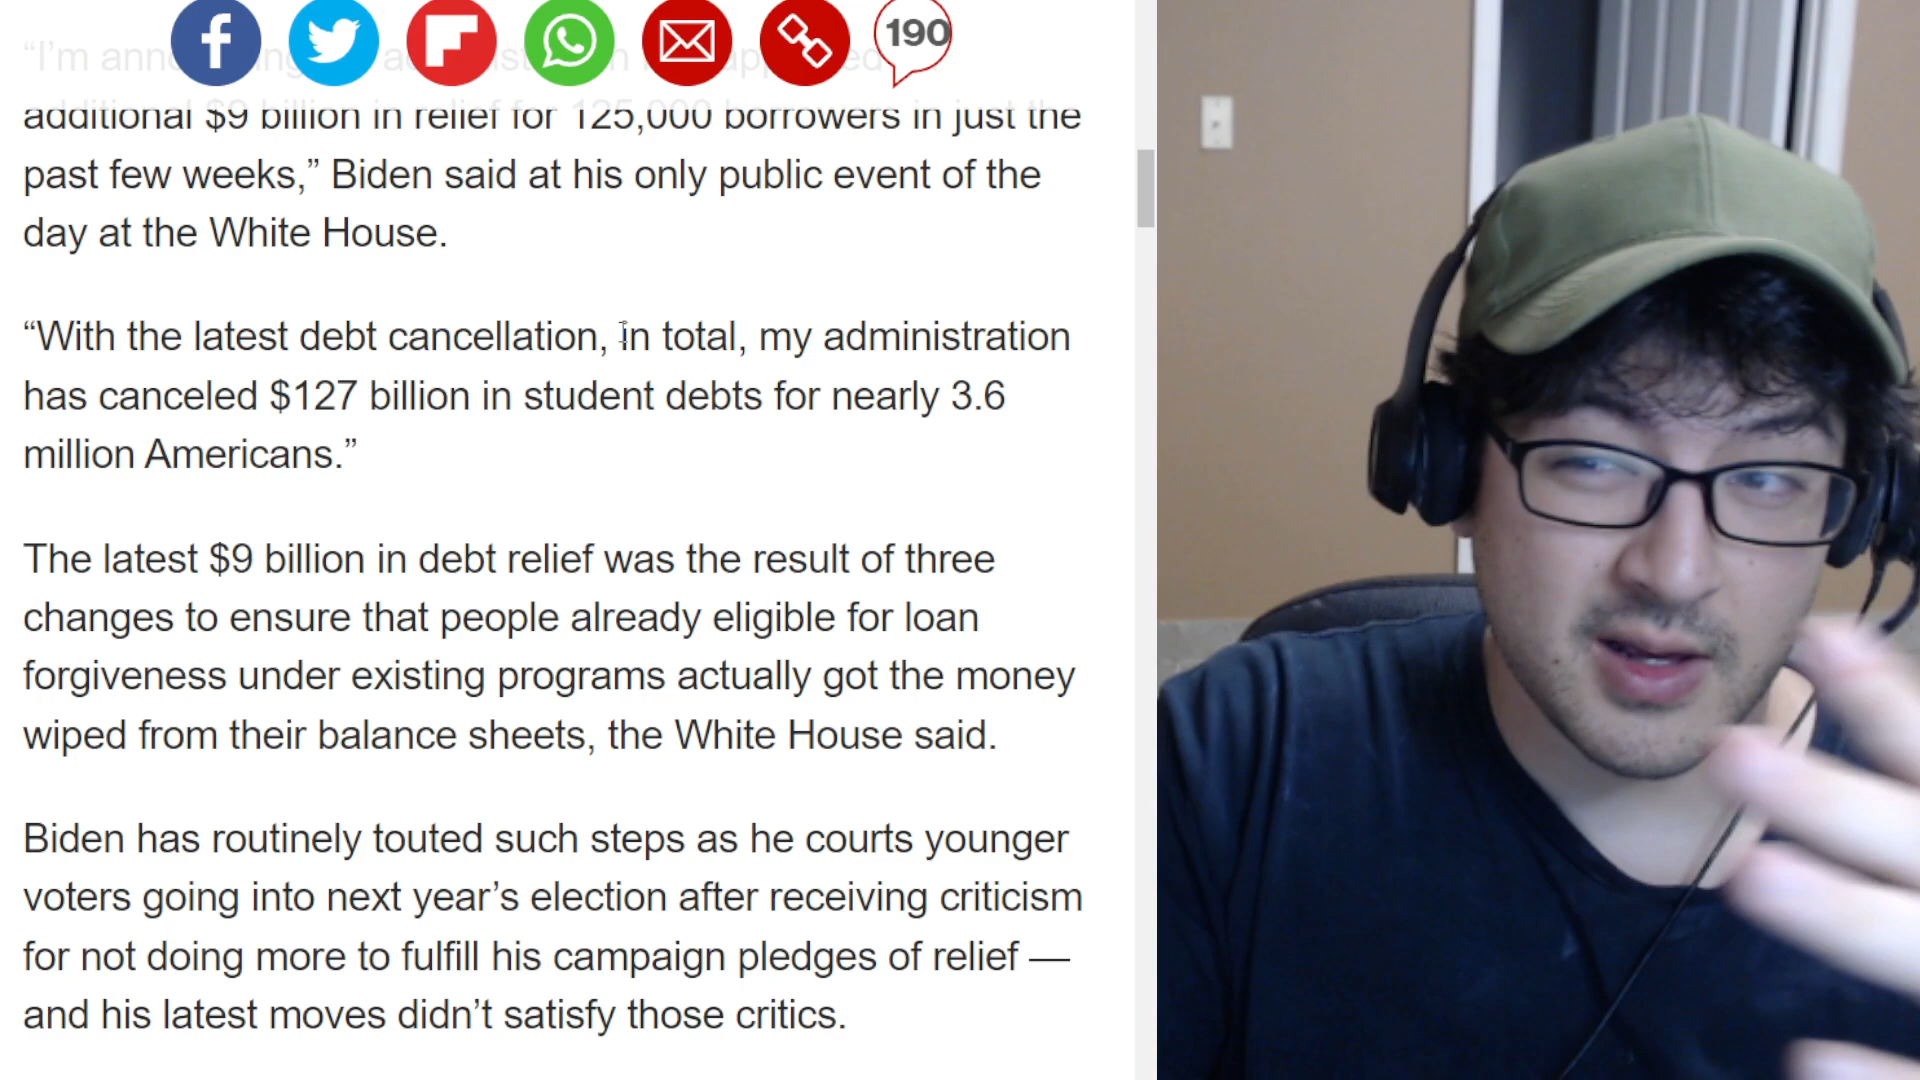 190
“I’m
additional $9 billion in relief for 125,000 borrowers in just the
past few weeks,” Biden said at his only public event of the
day at the White House.
“With the latest debt cancellation, in total, my administration
has canceled $127 billion in student debts for nearly 3.6
million Americans.”
The latest $9 billion in debt relief was the result of three
changes to ensure that people already eligible for loan
forgiveness under existing programs actually got the money
wiped from their balance sheets, the White House said.
Biden has routinely touted such steps as he courts younger
voters going into next year’s election after receiving criticism
for not doing more to fulfill his campaign pledges of relief —
and his latest moves didn’t satisfy those critics.